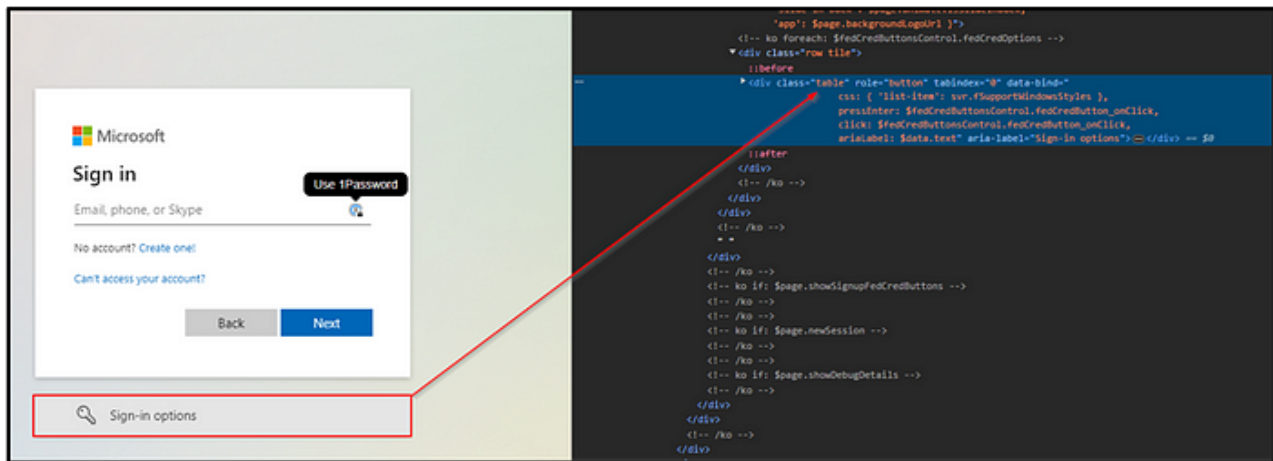 Microsoft
Sign in
Use 1Password
Email, phone, or Skype
No account? Create one!
Can't access your account?
Back
Next
Sign-in options
'app': $page.backgroundLogoUrl }">
<!-- ko foreach: $fedCredButtonsControl.fedCredOptions -->
▼<div class="row tile">
::before
▶<div class="table" role="button" tabindex="0" data-bind="
css: { 'list-item': svr.fSupportWindowsStyles },
pressEnter: $fedCredButtonsControl.fedCredButton_onClick,
click: $fedCredButtonsControl.fedCredButton_onClick,
ariaLabel: $data.text" aria-label="Sign-in options">…</div> == $0
::after
</div>
<!-- /ko -->
</div>
</div>
<!-- /ko -->
" "
</div>
<!-- /ko -->
<!-- ko if: $page.showSignupFedCredButtons -->
<!-- /ko -->
<!-- /ko -->
<!-- ko if: $page.newSession -->
<!-- /ko -->
<!-- /ko -->
<!-- ko if: $page.showDebugDetails -->
<!-- /ko -->
</div>
</div>
<!-- /ko -->
</div>